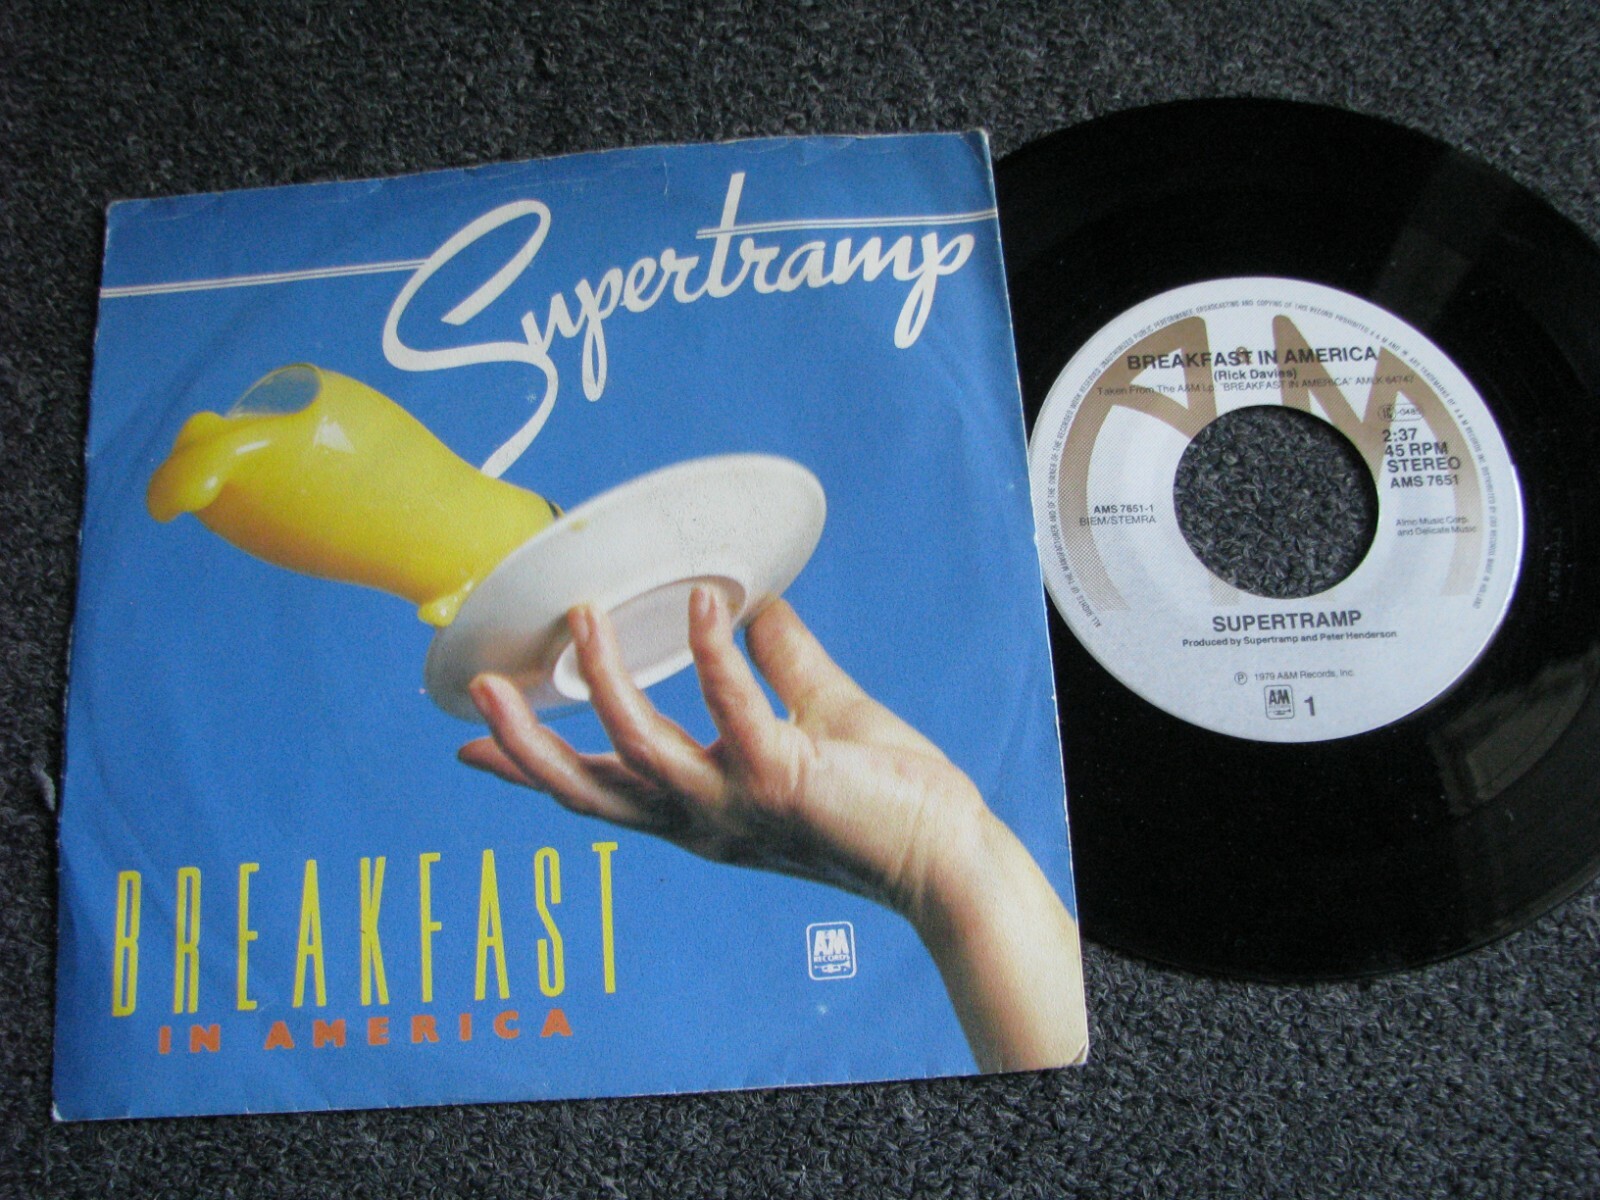 Supertramp
BREAKFAST
IN AMERICA
A&M
RECORDS
BREAKFAST IN AMERICA
(Rick Davies)
Taken From The A&M Lp: "BREAKFAST IN AMERICA" AMLK 64747
2:37
45 RPM
STEREO
AMS 7651
AMS 7651-1
BIEM/STEMRA
Almo Music Corp.
and Delicate Music
SUPERTRAMP
Produced by Supertramp and Peter Henderson
℗ 1979 A&M Records, Inc.
A&M
1